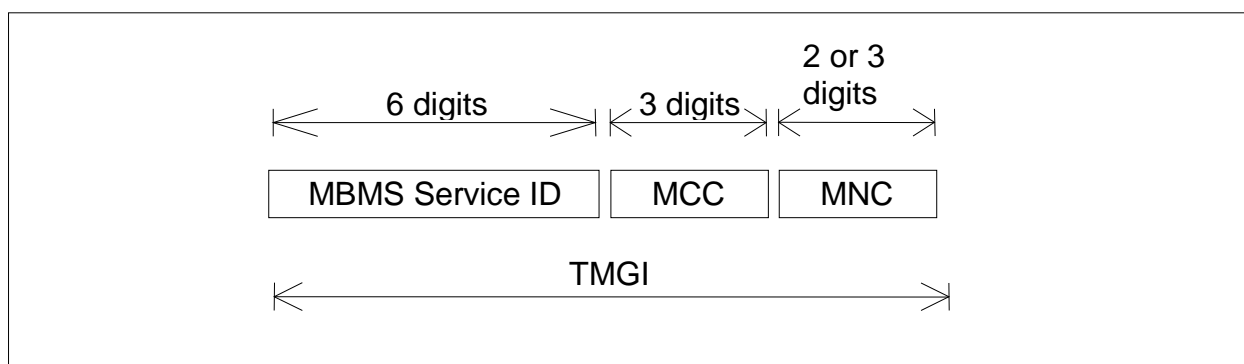 2 or 3
digits
6 digits
3 digits
MBMS Service ID
MCC
MNC
TMGI